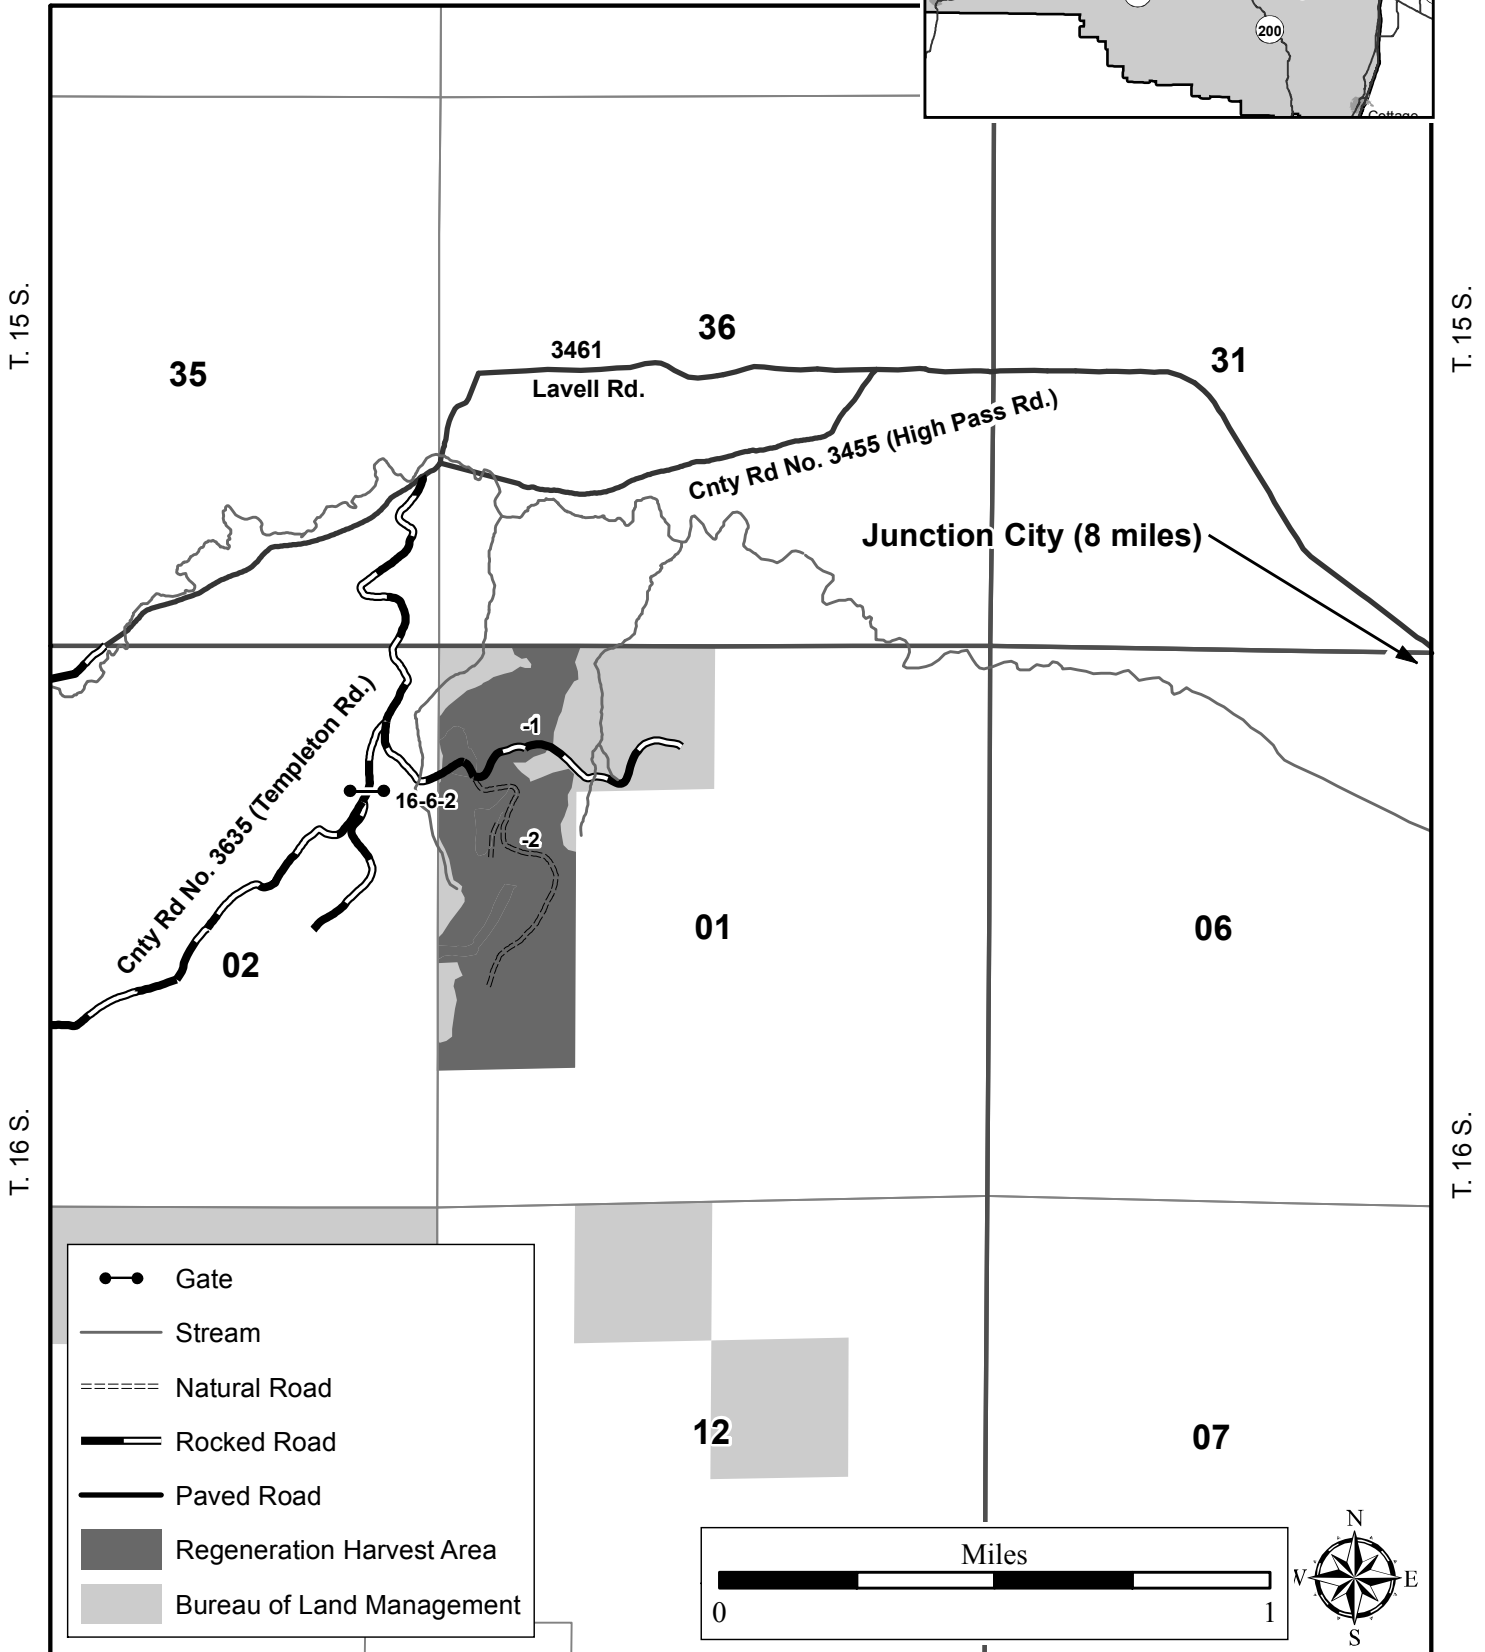 200
Cottage
T. 15 S.
T. 15 S.
36
35
3461
31
Lavell Rd.
Cnty Rd No. 3455 (High Pass Rd.)
Junction City (8 miles)
Cnty Rd No. 3635 (Templeton Rd.)
-1
16-6-2
-2
01
06
02
T. 16 S.
T. 16 S.
Gate
Stream
Natural Road
Rocked Road
Paved Road
Regeneration Harvest Area
Bureau of Land Management
12
07
Miles
0 1
N
W E
S